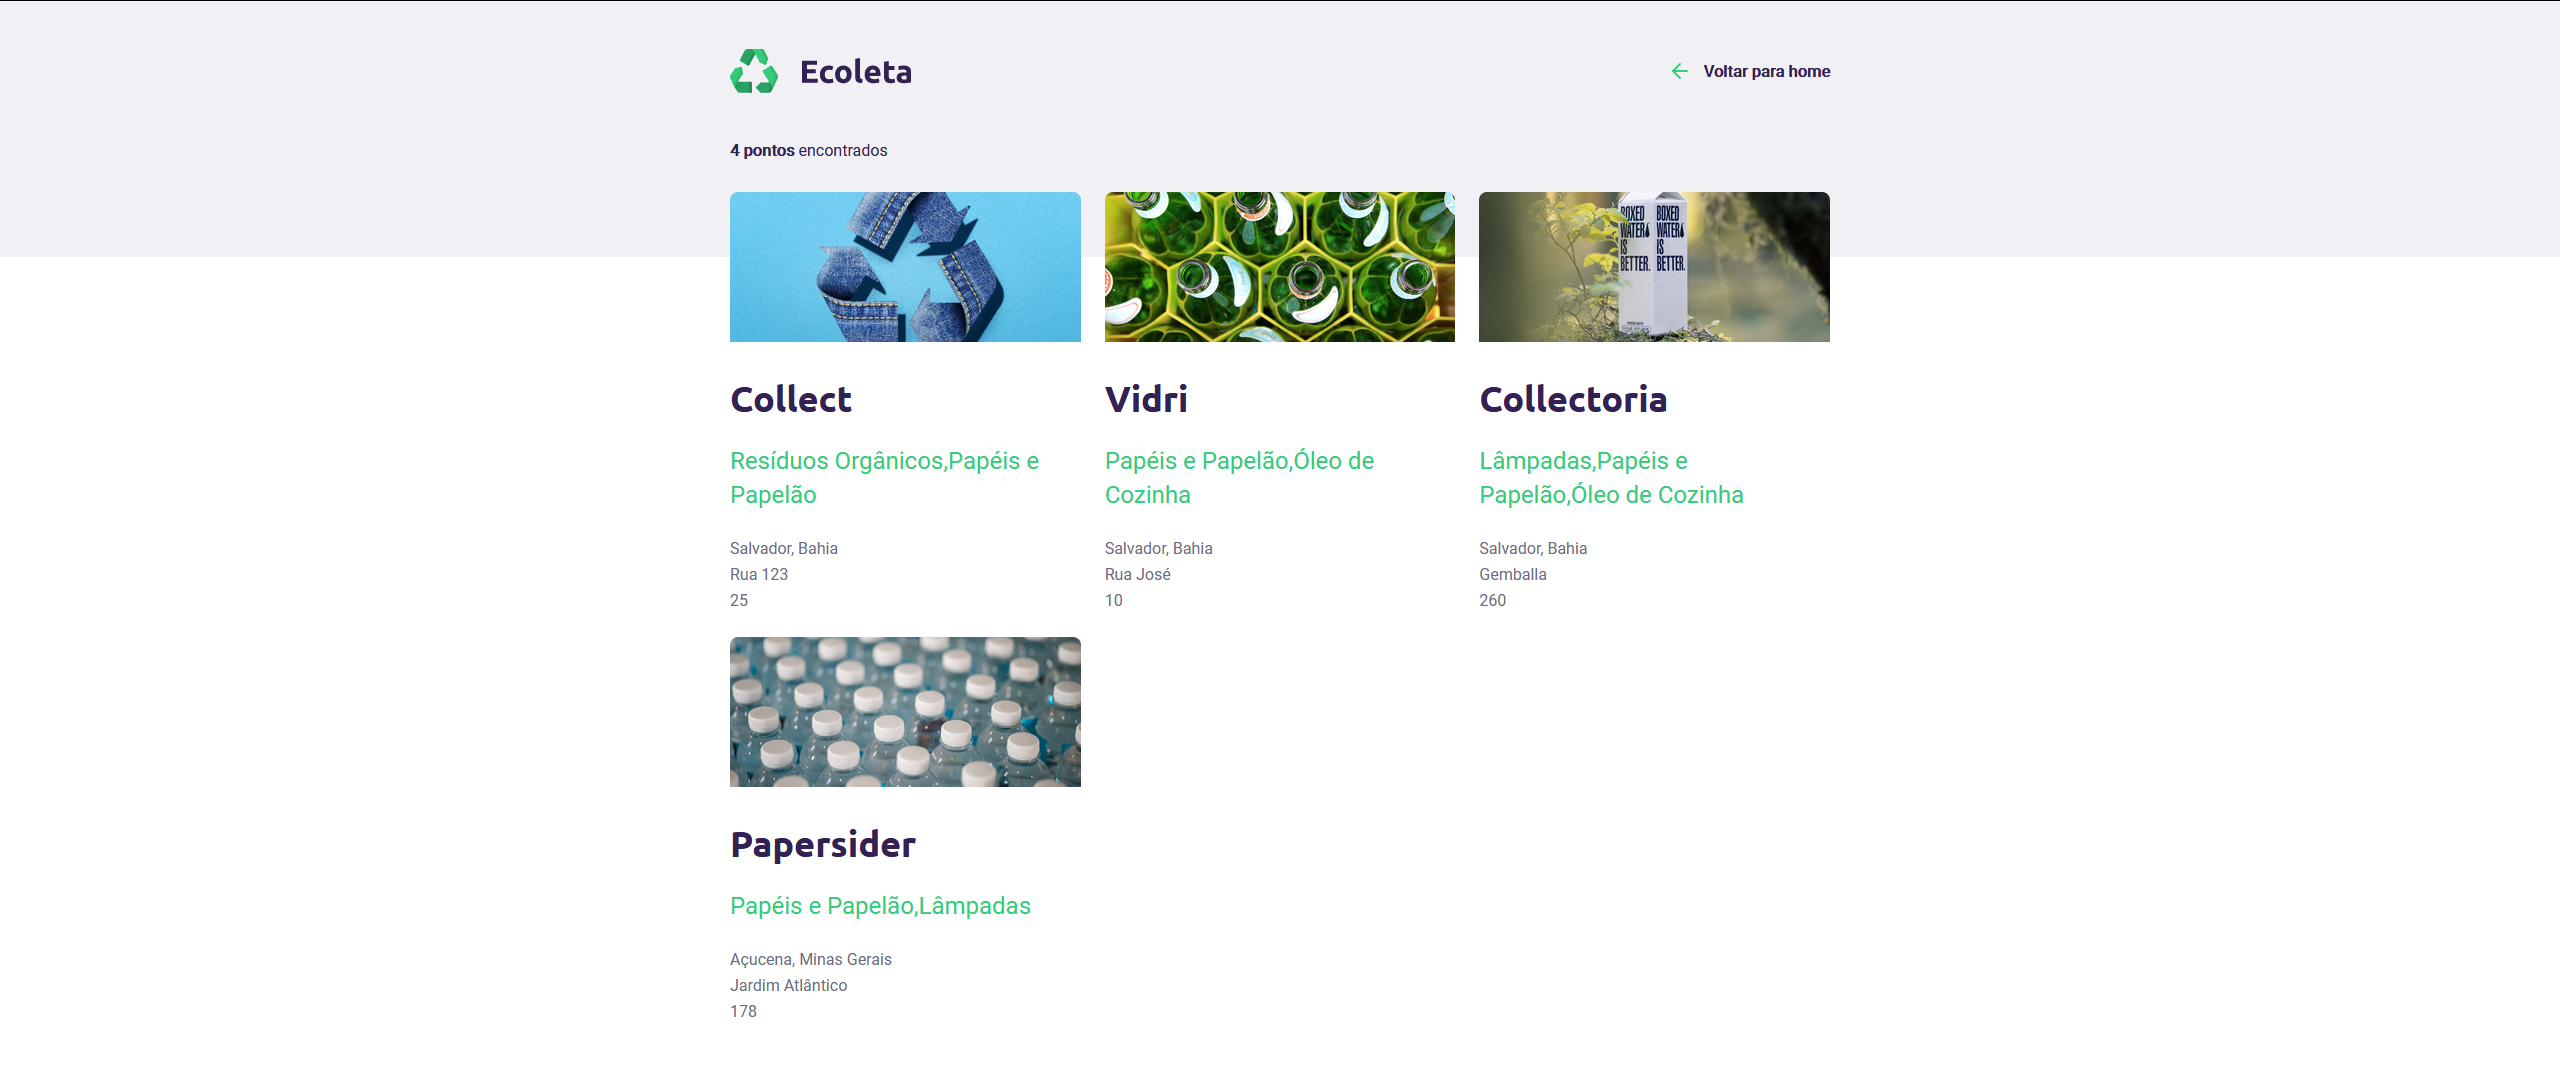 Ecoleta
Voltar para home
4 pontos encontrados
BOXED BOXED
WATER WATER
IS IS
BETTER. BETTER.
Collect
Resíduos Orgânicos,Papéis e
Papelão
Salvador, Bahia
Rua 123
25
Vidri
Papéis e Papelão,Óleo de
Cozinha
Salvador, Bahia
Rua José
10
Collectoria
Lâmpadas,Papéis e
Papelão,Óleo de Cozinha
Salvador, Bahia
Gemballa
260
Papersider
Papéis e Papelão,Lâmpadas
Açucena, Minas Gerais
Jardim Atlântico
178